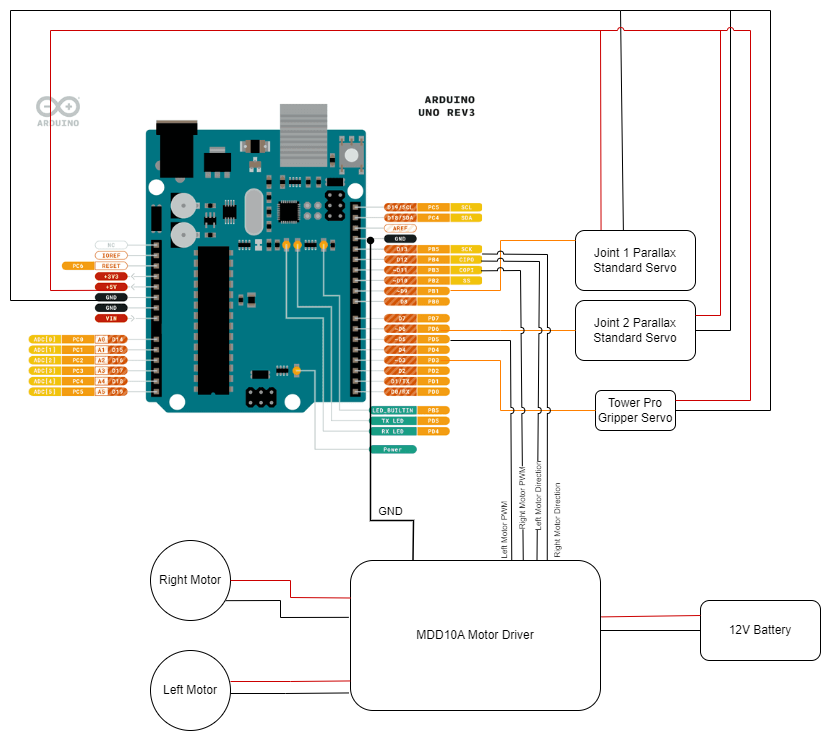 ARDUINO
ARDUINO
UNO REV3
D19/SCL PC5 SCL
D18/SDA PC4 SDA
AREF
GND
~D13 PB5 SCK
~D12 PB4 CIPO
~D11 PB3 COPI
~D10 PB2 SS
~D9 PB1
D8 PB0
D7 PD7
~D6 PD6
~D5 PD5
D4 PD4
~D3 PD3
D2 PD2
D1/TX PD1
D0/RX PD0
LED_BUILTIN PB5
TX LED PD5
RX LED PD4
Power
NC
IOREF
PC6 RESET
+3V3
+5V
GND
GND
VIN
ADC[0] PC0 A0 D14
ADC[1] PC1 A1 D15
ADC[2] PC2 A2 D16
ADC[3] PC3 A3 D17
ADC[4] PC4 A4 D18
ADC[5] PC5 A5 D19
Joint 1 Parallax
Standard Servo
Joint 2 Parallax
Standard Servo
Tower Pro
Gripper Servo
GND
Left Motor PWM
Right Motor PWM
Left Motor Direction
Right Motor Direction
Right Motor
Left Motor
MDD10A Motor Driver
12V Battery